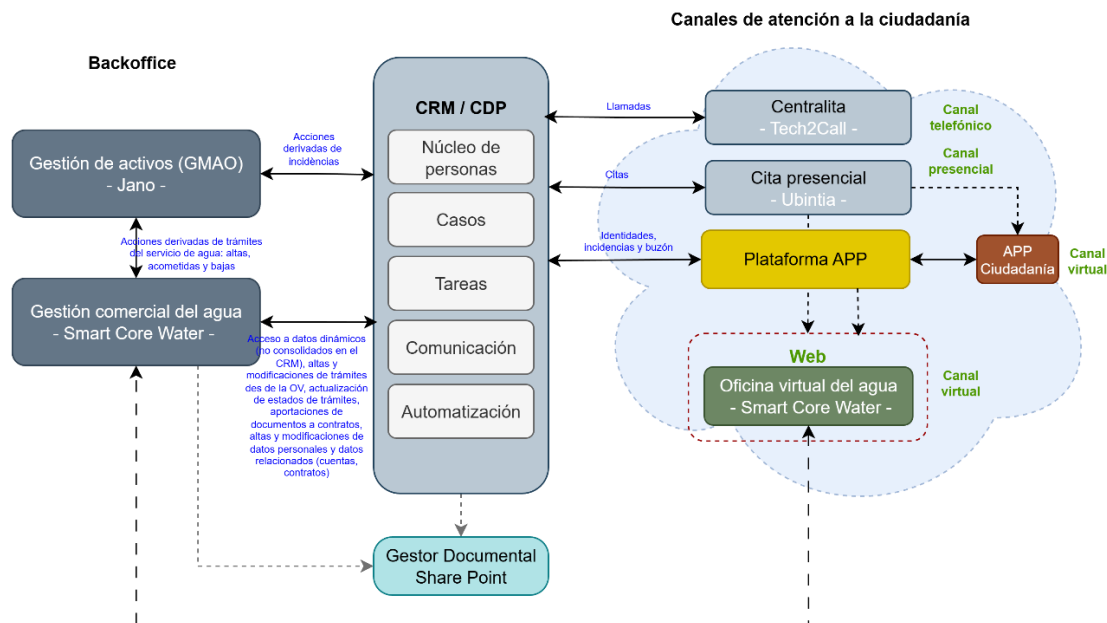 Canales de atención a la ciudadanía
Backoffice
CRM / CDP
Núcleo de
personas
Casos
Tareas
Comunicación
Automatización
Gestión de activos (GMAO)
- Jano -
Acciones
derivadas de
incidències
Acciones derivadas de trámites
del servicio de agua: altas,
acometidas y bajas
Gestión comercial del agua
- Smart Core Water -
Acceso a datos dinámicos
(no consolidados en el
CRM), altas y
modificaciones de trámites
des de la OV, actualización
de estados de trámites,
aportaciones de
documentos a contratos,
altas y modificaciones de
datos personales y datos
relacionados (cuentas,
contratos)
Gestor Documental
Share Point
Llamadas
Citas
Identidades,
incidencias y buzón
Centralita
- Tech2Call -
Canal
telefónico
Cita presencial
- Ubintia -
Canal
presencial
Plataforma APP
APP
Ciudadanía
Canal
virtual
Web
Oficina virtual del agua
- Smart Core Water -
Canal
virtual